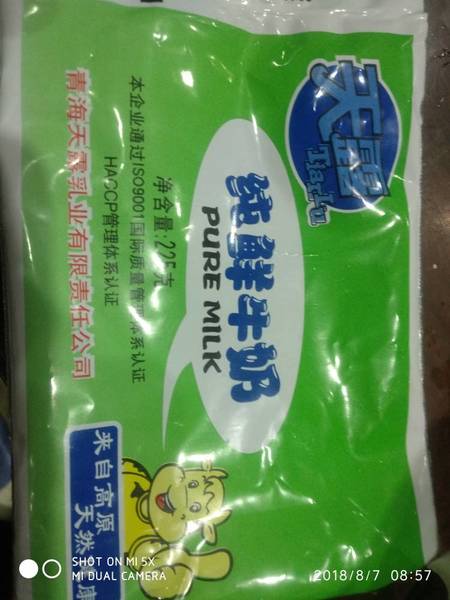 天露
纯鲜牛奶
PURE MILK
净含量:225克
本企业通过ISO9001国际质量管理体系认证
HACCP管理体系认证
青海天露乳业有限责任公司
来自高原
天然
康
SHOT ON MI 5X
MI DUAL CAMERA
2018/8/7 08:57